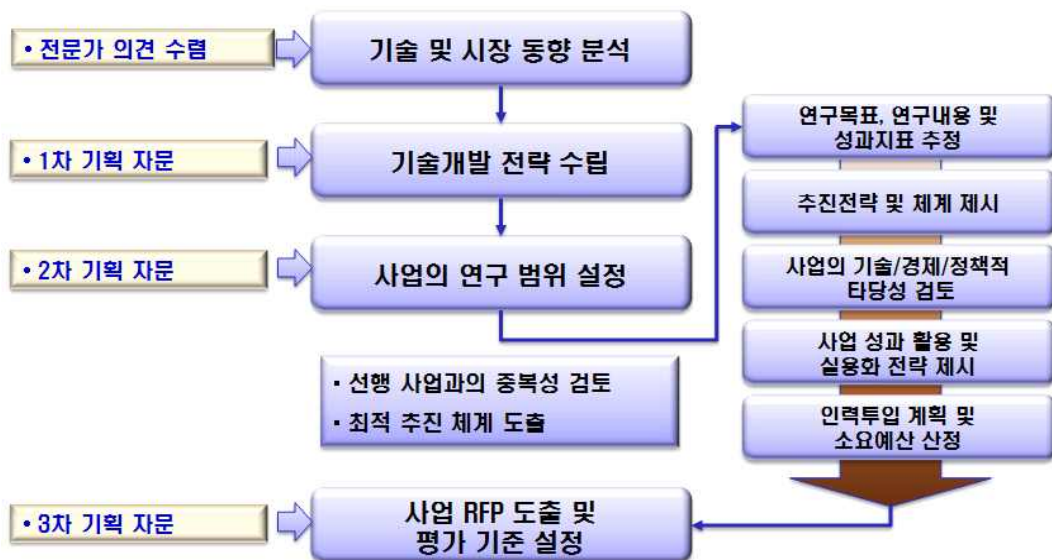 • 전문가 의견 수렴
기술 및 시장 동향 분석
• 1차 기획 자문
기술개발 전략 수립
• 2차 기획 자문
사업의 연구 범위 설정
▪ 선행 사업과의 중복성 검토
▪ 최적 추진 체계 도출
연구목표, 연구내용 및
성과지표 추정
추진전략 및 체계 제시
사업의 기술/경제/정책적
타당성 검토
사업 성과 활용 및
실용화 전략 제시
인력투입 계획 및
소요예산 산정
• 3차 기획 자문
사업 RFP 도출 및
평가 기준 설정